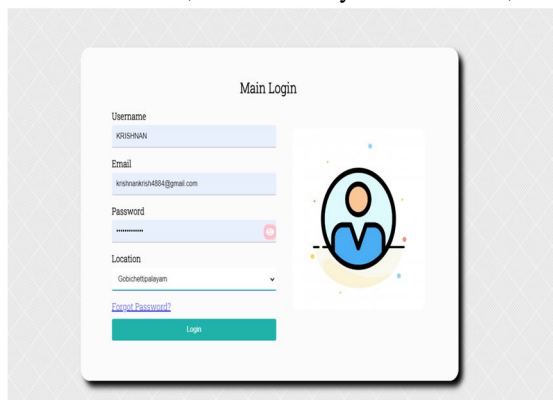 Main Login
Username
KRISHNAN
Email
krishnankrish4884@gmail.com
Password
•••••••••••••
Location
Gobichettipalayam
Forgot Password?
Login